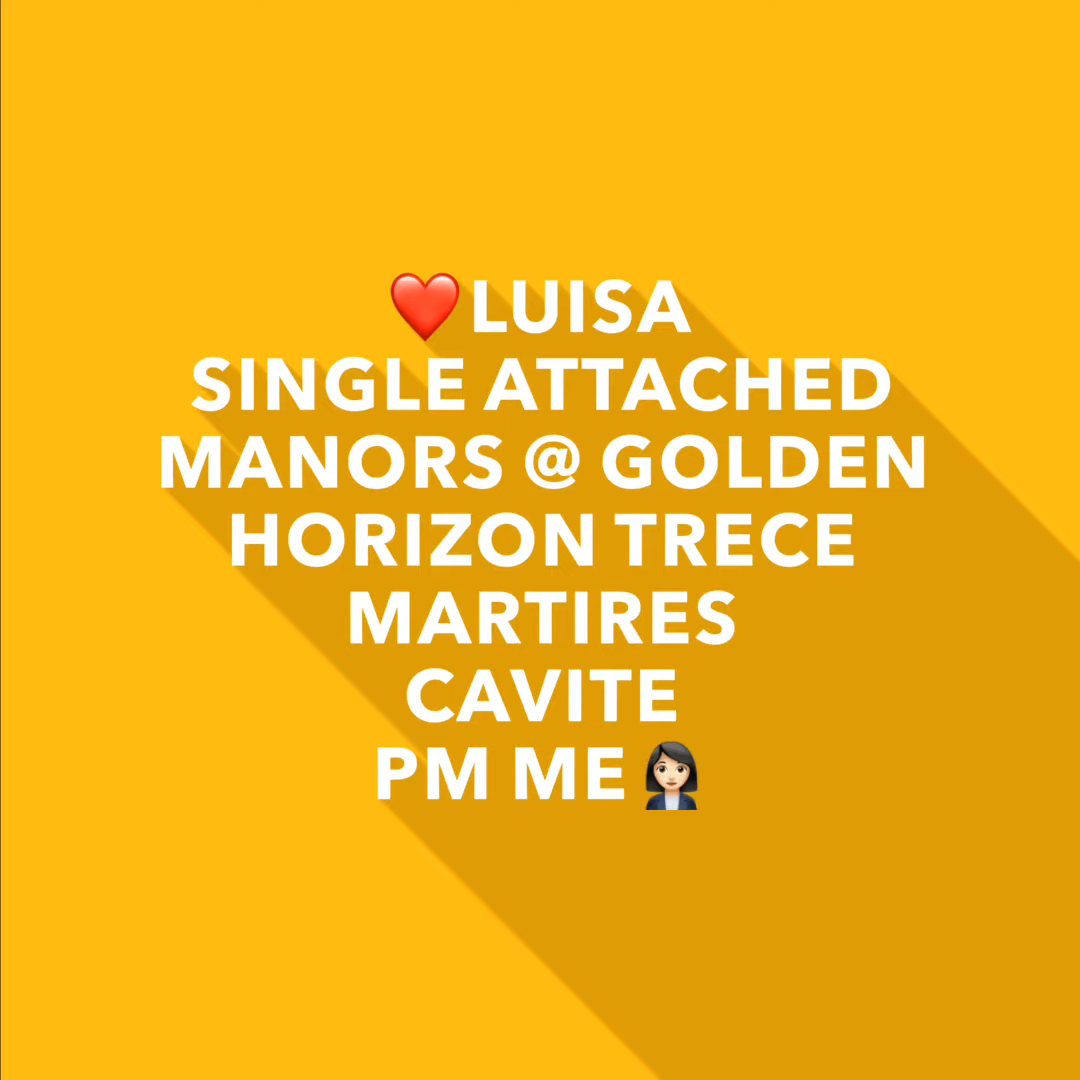 ❤️LUISA
SINGLE ATTACHED
MANORS @ GOLDEN
HORIZON TRECE
MARTIRES
CAVITE
PM ME👩🏻‍💼